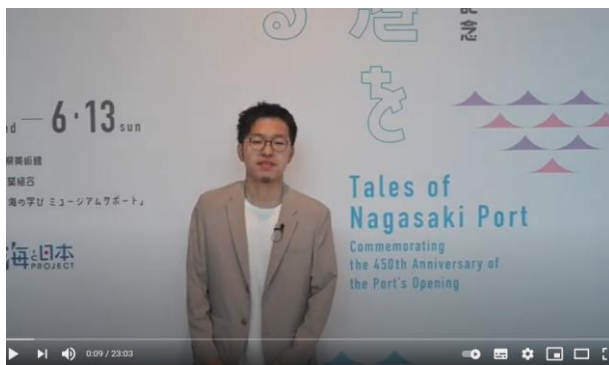 記念
港を
る
6・13 sun
県美術館
業組合
海の学び ミュージアムサポート」
海と日本
PROJECT
Tales of
Nagasaki Port
Commemorating
the 450th Anniversary of
the Port's Opening
0:09 / 23:03